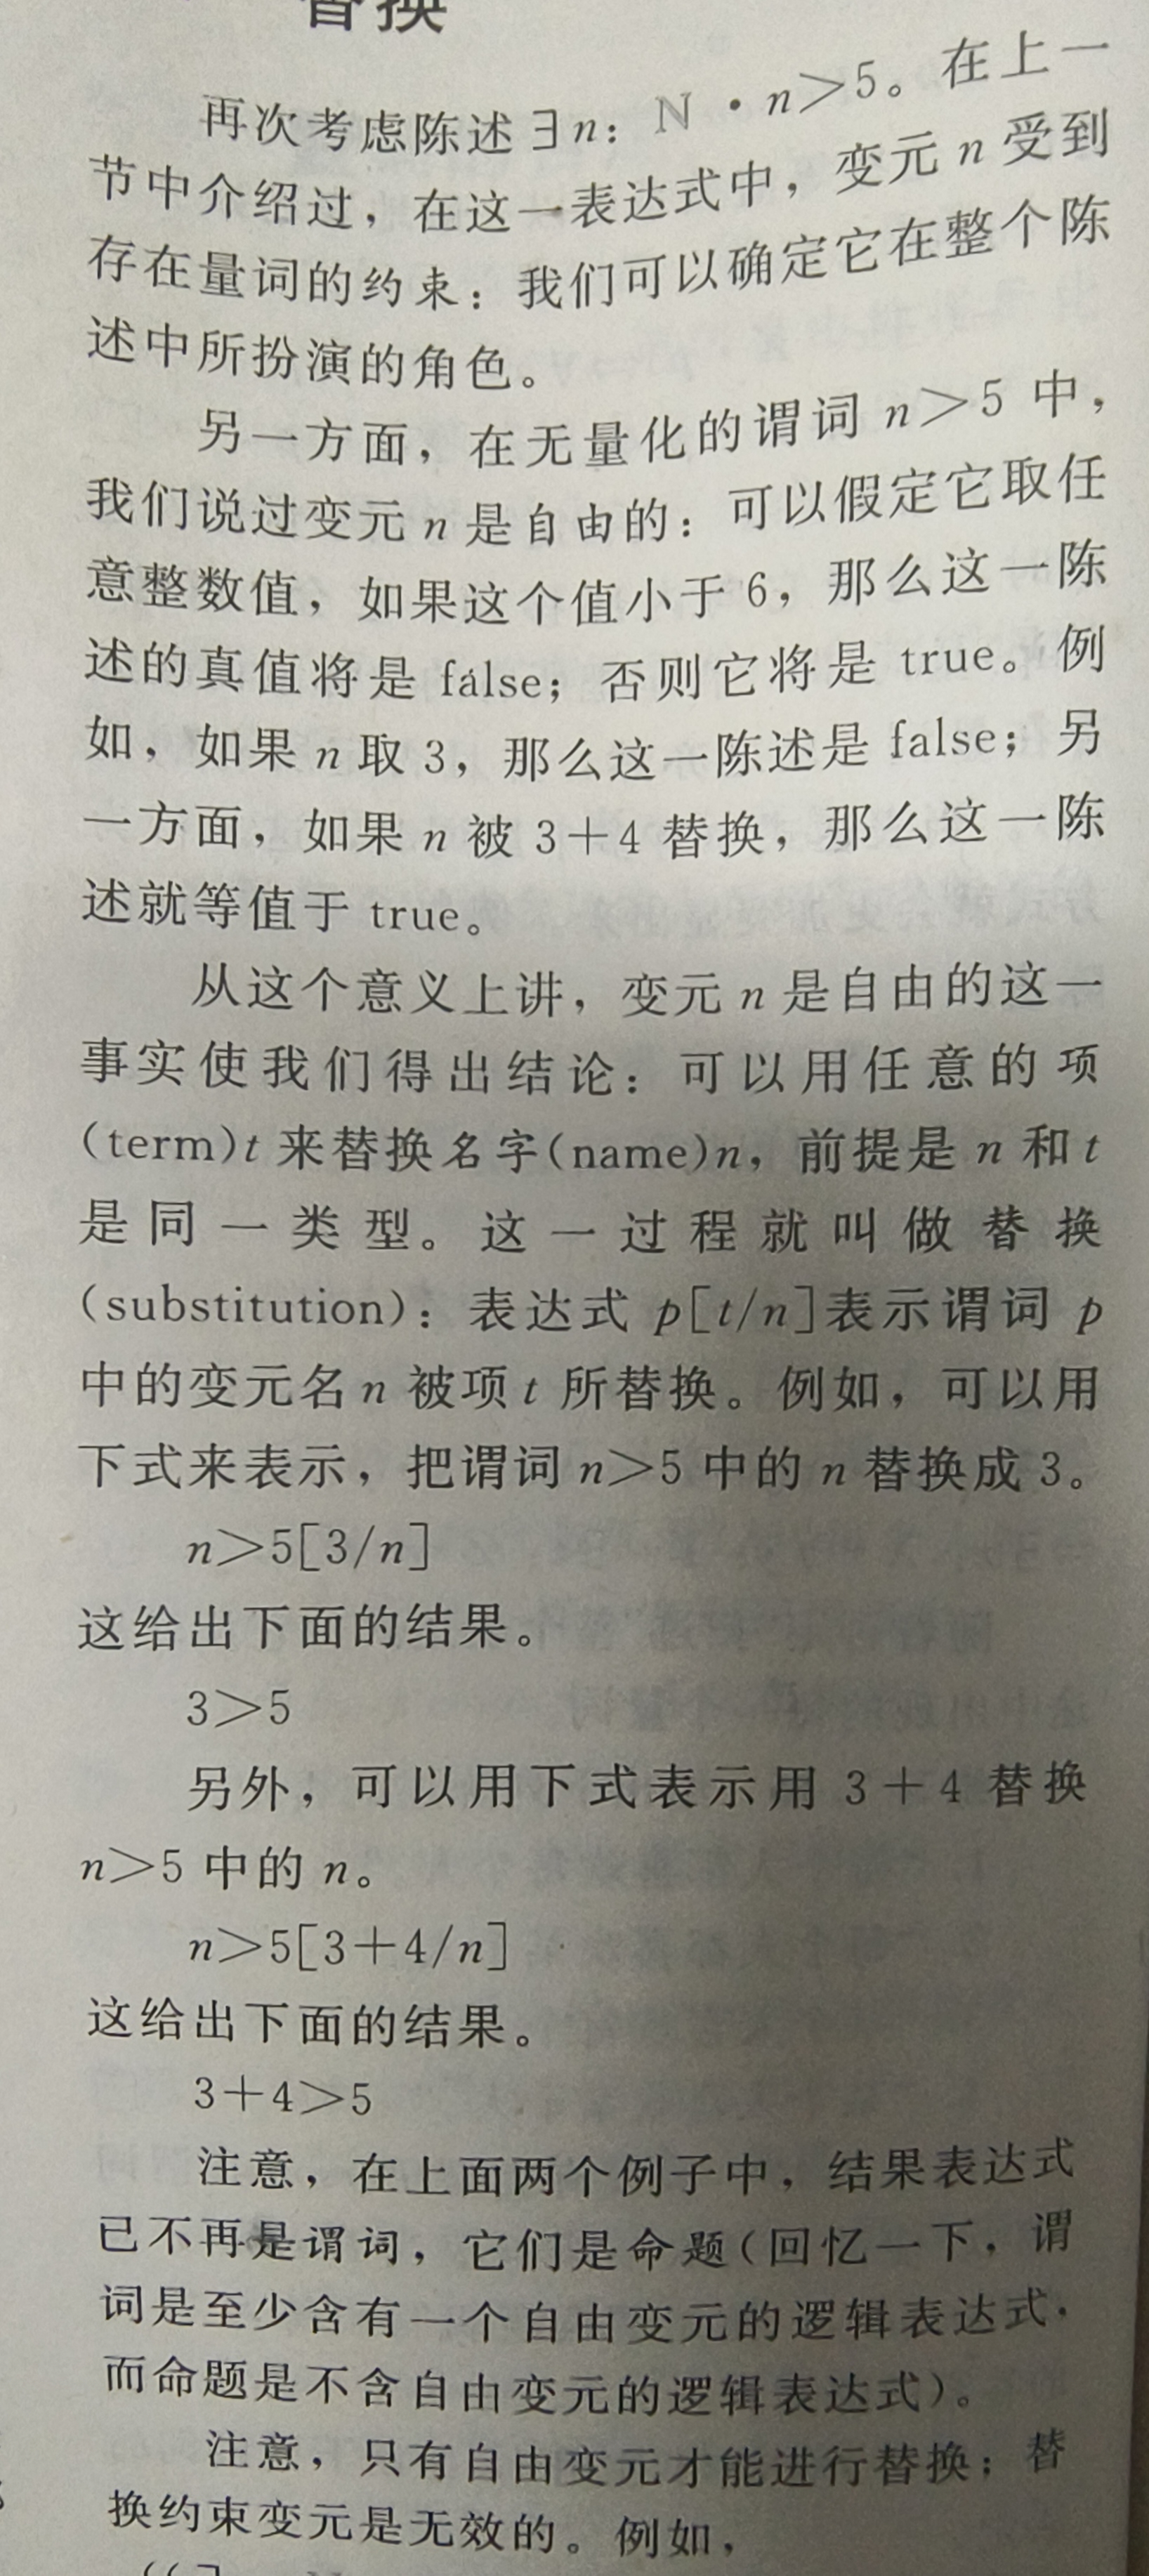 替换
再次考虑陈述∃n：ℕ・n＞5。在上一
节中介绍过，在这一表达式中，变元 n 受到
存在量词的约束：我们可以确定它在整个陈
述中所扮演的角色。
另一方面，在无量化的谓词 n＞5 中，
我们说过变元 n 是自由的：可以假定它取任
意整数值，如果这个值小于 6，那么这一陈
述的真值将是 false；否则它将是 true。例
如，如果 n 取 3，那么这一陈述是 false；另
一方面，如果 n 被 3＋4 替换，那么这一陈
述就等值于 true。
从这个意义上讲，变元 n 是自由的这一
事实使我们得出结论：可以用任意的项
(term)t 来替换名字(name)n，前提是 n 和 t
是同一类型。这一过程就叫做替换
(substitution)：表达式 p[t/n]表示谓词 p
中的变元名 n 被项 t 所替换。例如，可以用
下式来表示，把谓词 n＞5 中的 n 替换成 3。
n＞5[3/n]
这给出下面的结果。
3＞5
另外，可以用下式表示用 3＋4 替换
n＞5 中的 n。
n＞5[3＋4/n]
这给出下面的结果。
3＋4＞5
注意，在上面两个例子中，结果表达式
已不再是谓词，它们是命题(回忆一下，谓
词是至少含有一个自由变元的逻辑表达式，
而命题是不含自由变元的逻辑表达式)。
注意，只有自由变元才能进行替换；替
换约束变元是无效的。例如，